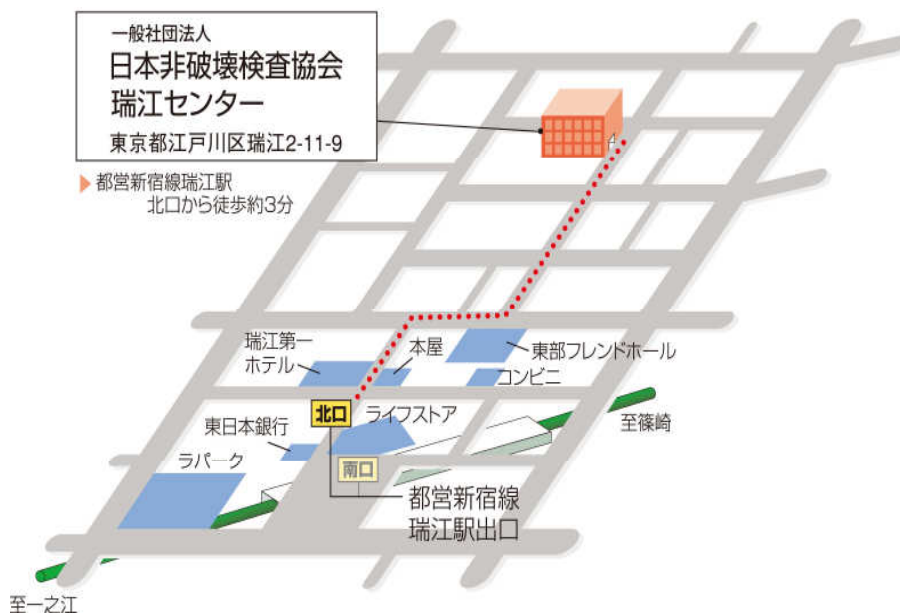 一般社団法人
日本非破壊検査協会
瑞江センター
東京都江戸川区瑞江2-11-9
都営新宿線瑞江駅
北口から徒歩約3分
瑞江第一
ホテル
本屋
東部フレンドホール
コンビニ
北口
ライフストア
至篠崎
東日本銀行
ラパーク
南口
都営新宿線
瑞江駅出口
至一之江